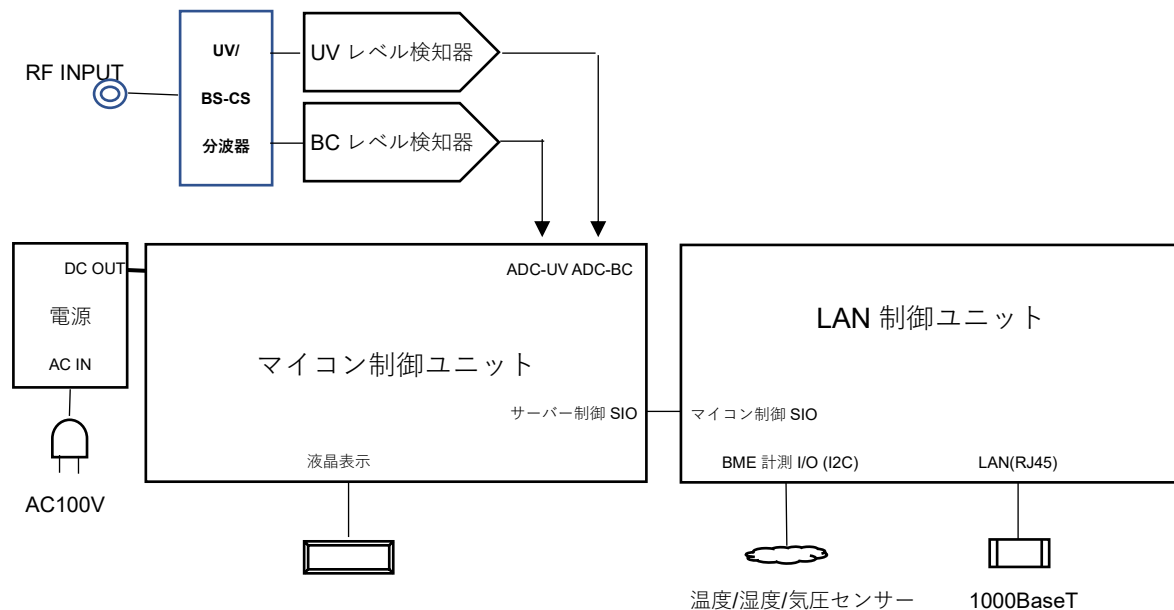 UV/
BS-CS
分波器
UV レベル検知器
RF INPUT
BC レベル検知器
DC OUT
電源
AC IN
AC100V
ADC-UV ADC-BC
マイコン制御ユニット
サーバー制御 SIO
液晶表示
LAN 制御ユニット
マイコン制御 SIO
BME 計測 I/O (I2C)
LAN(RJ45)
温度/湿度/気圧センサー
1000BaseT